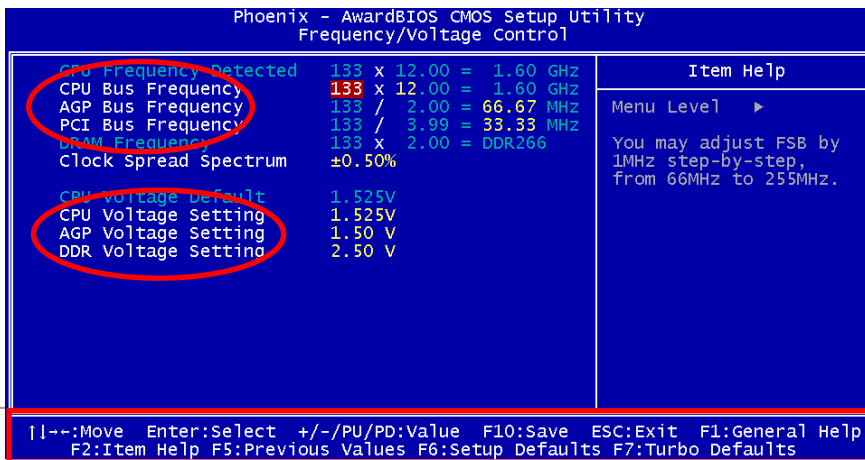 Phoenix - AwardBIOS CMOS Setup Utility
Frequency/Voltage Control
CPU Frequency Detected 133 x 12.00 = 1.60 GHz
CPU Bus Frequency 133 x 12.00 = 1.60 GHz
AGP Bus Frequency 133 / 2.00 = 66.67 MHz
PCI Bus Frequency 133 / 3.99 = 33.33 MHz
DRAM Frequency 133 x 2.00 = DDR266
Clock Spread Spectrum ±0.50%
CPU Voltage Default 1.525V
CPU Voltage Setting 1.525V
AGP Voltage Setting 1.50 V
DDR Voltage Setting 2.50 V
Item Help
Menu Level ▶
You may adjust FSB by
1MHz step-by-step,
from 66MHz to 255MHz.
↑↓→←:Move Enter:Select +/-/PU/PD:Value F10:Save ESC:Exit F1:General Help
F2:Item Help F5:Previous Values F6:Setup Defaults F7:Turbo Defaults